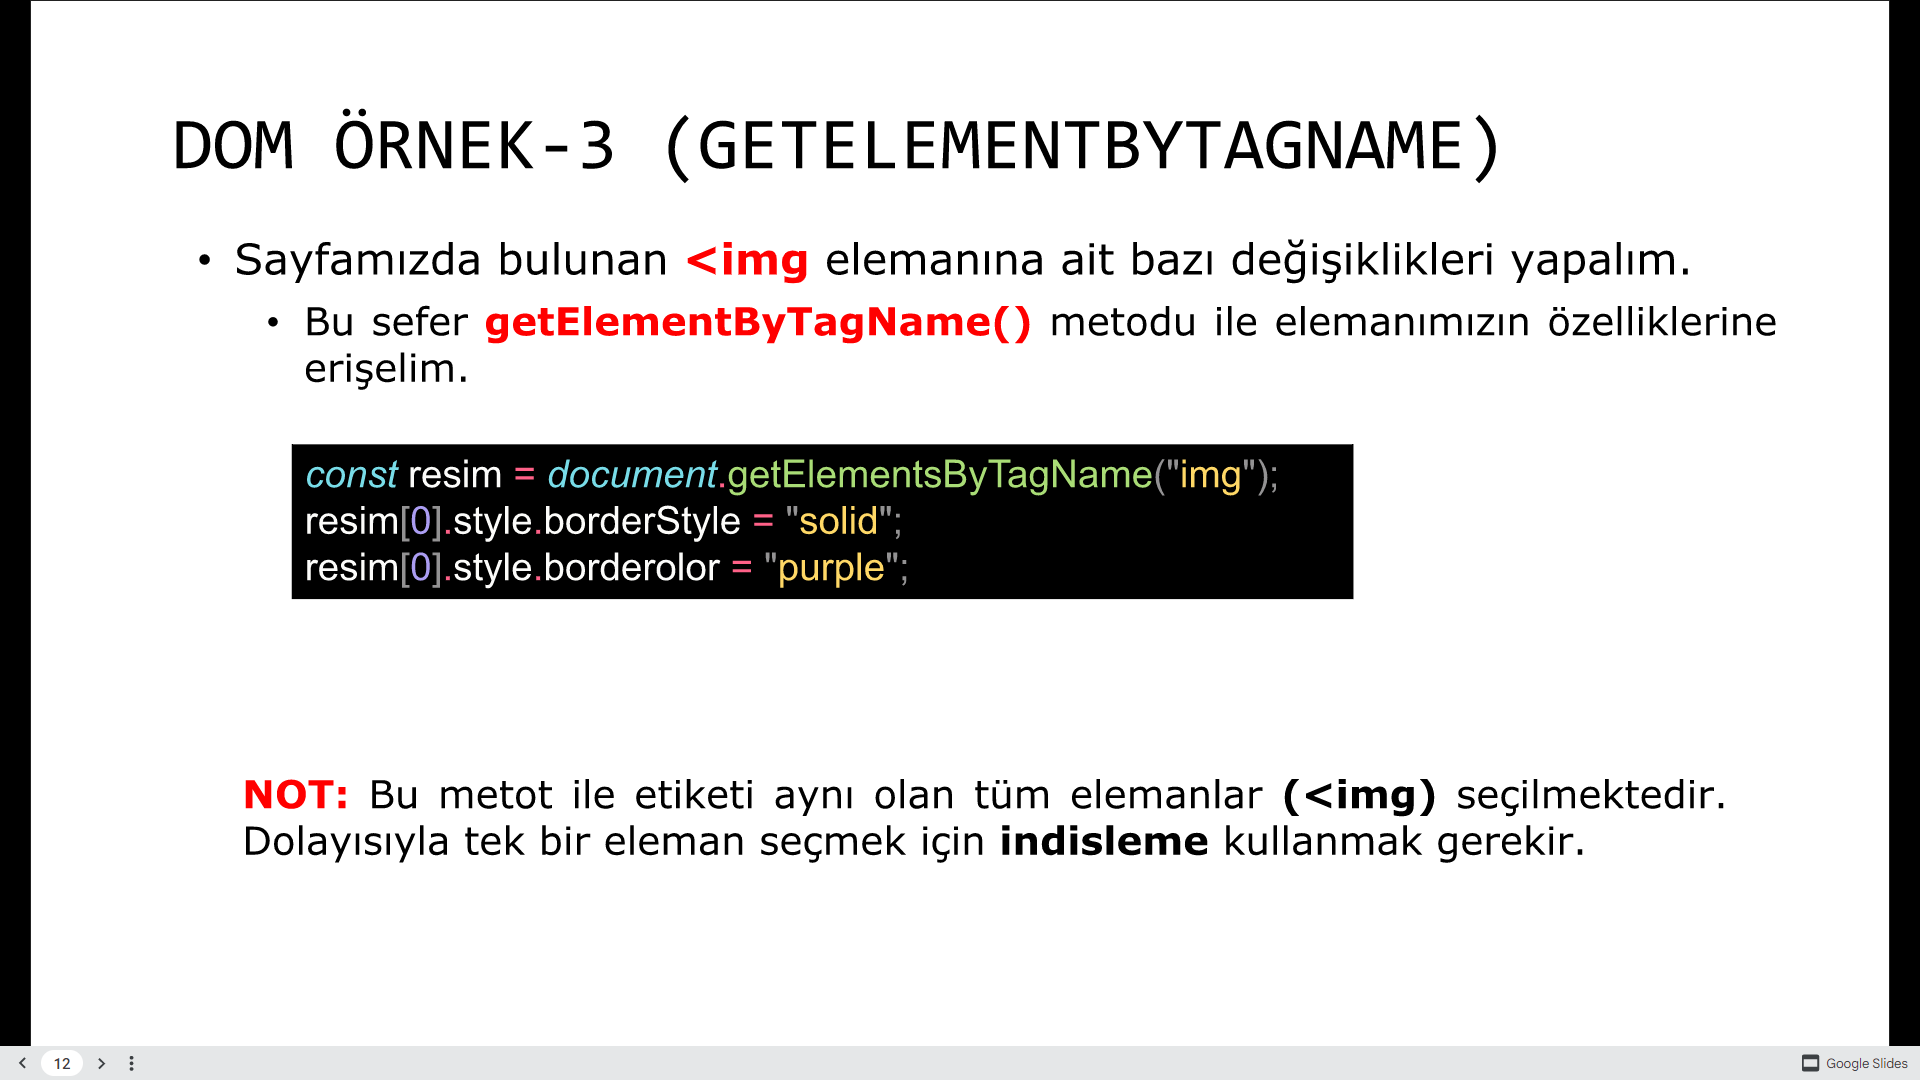 DOM ÖRNEK-3 (GETELEMENTBYTAGNAME)
• Sayfamızda bulunan <img elemanına ait bazı değişiklikleri yapalım.
• Bu sefer getElementByTagName() metodu ile elemanımızın özelliklerine
erişelim.
const resim = document.getElementsByTagName("img");
resim[0].style.borderStyle = "solid";
resim[0].style.borderolor = "purple";
NOT: Bu metot ile etiketi aynı olan tüm elemanlar (<img) seçilmektedir.
Dolayısıyla tek bir eleman seçmek için indisleme kullanmak gerekir.
12
Google Slides